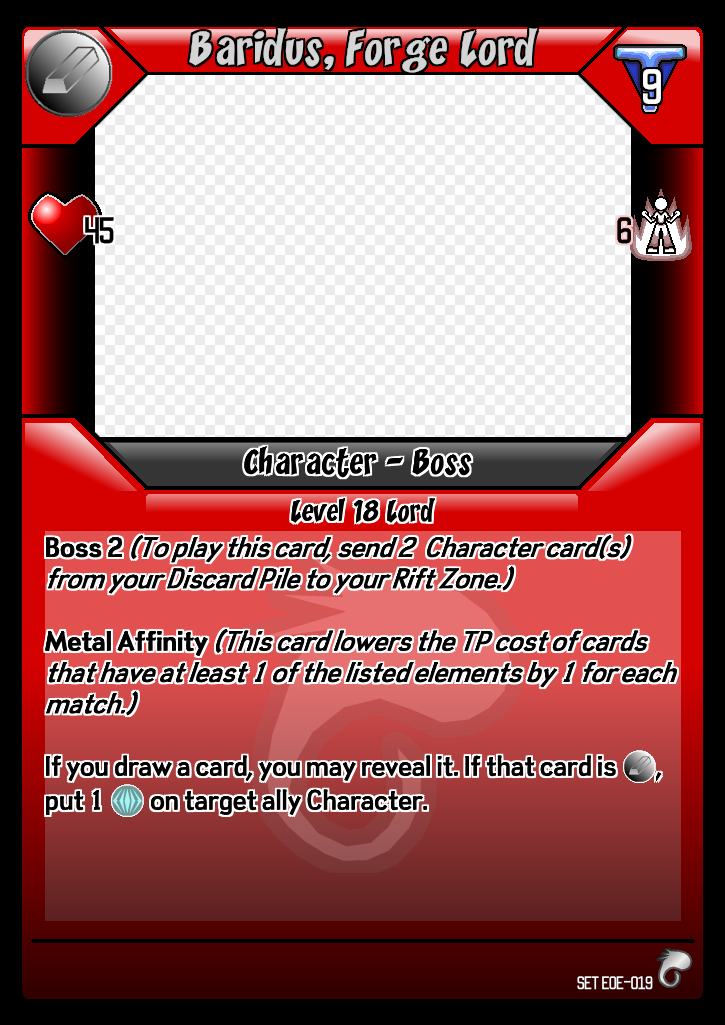 Baridus, Forge Lord
9
45
6
Character - Boss
Level 18 Lord
Boss 2 (To play this card, send 2 Character card(s)
from your Discard Pile to your Rift Zone.)
Metal Affinity (This card lowers the TP cost of cards
that have at least 1 of the listed elements by 1 for each
match.)
If you draw a card, you may reveal it. If that card is ,
put 1 on target ally Character.
SET EOE-019